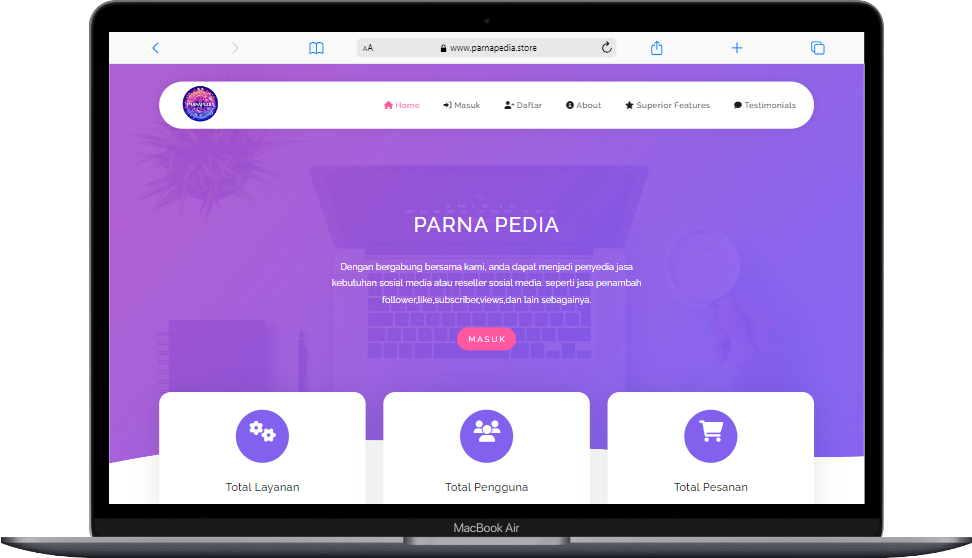 AA www.parnapedia.store
Home Masuk Daftar About Superior Features Testimonials
PARNA PEDIA
Dengan bergabung bersama kami, anda dapat menjadi penyedia jasa
kebutuhan sosial media atau reseller sosial media. seperti jasa penambah
follower,like,subscriber,views,dan lain sebagainya.
MASUK
Total Layanan Total Pengguna Total Pesanan
MacBook Air